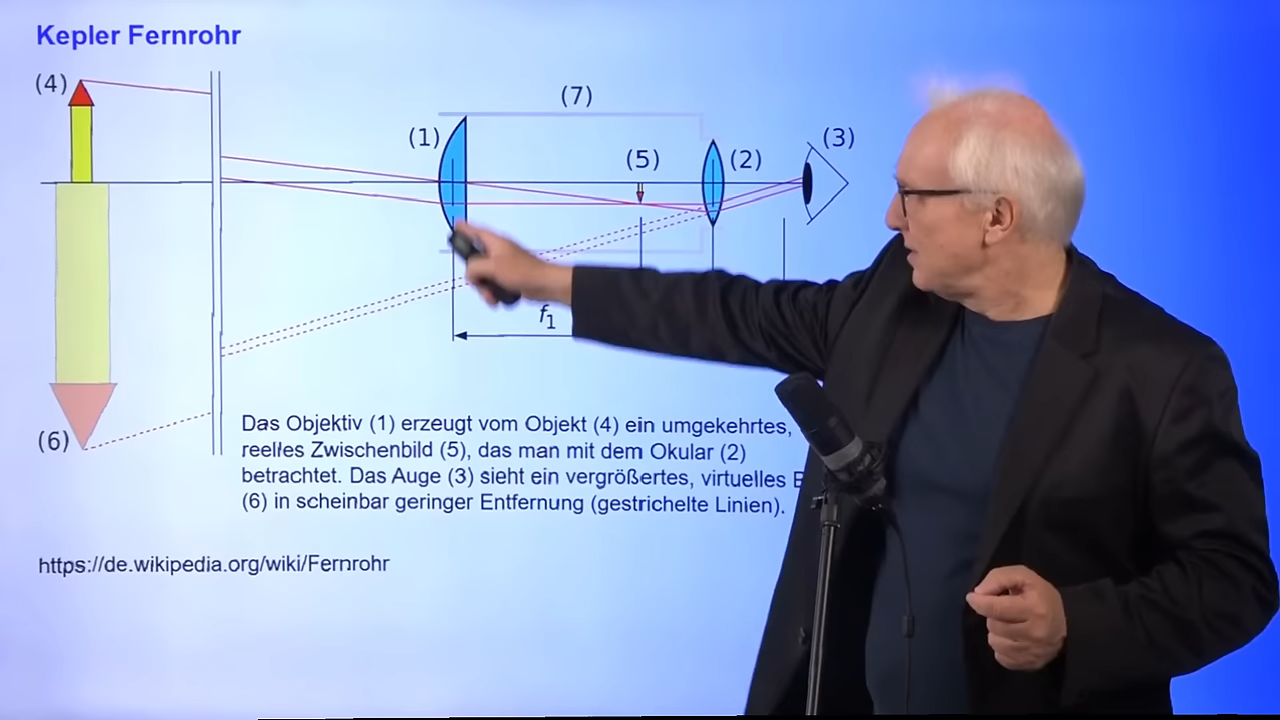 Kepler Fernrohr
(4)
(7)
(1)
(5)
(2)
(3)
f1
(6)
Das Objektiv (1) erzeugt vom Objekt (4) ein umgekehrtes,
reelles Zwischenbild (5), das man mit dem Okular (2)
betrachtet. Das Auge (3) sieht ein vergrößertes, virtuelles
(6) in scheinbar geringer Entfernung (gestrichelte Linien).
https://de.wikipedia.org/wiki/Fernrohr